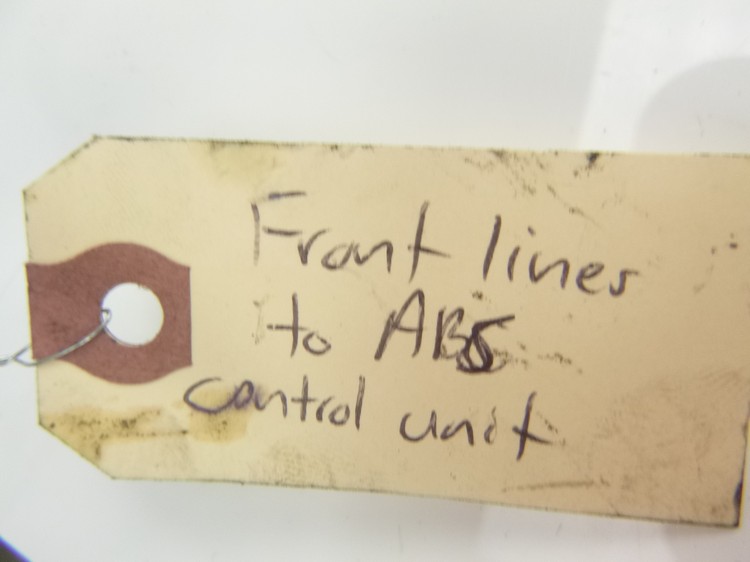 Front lines
to ABS
control unit